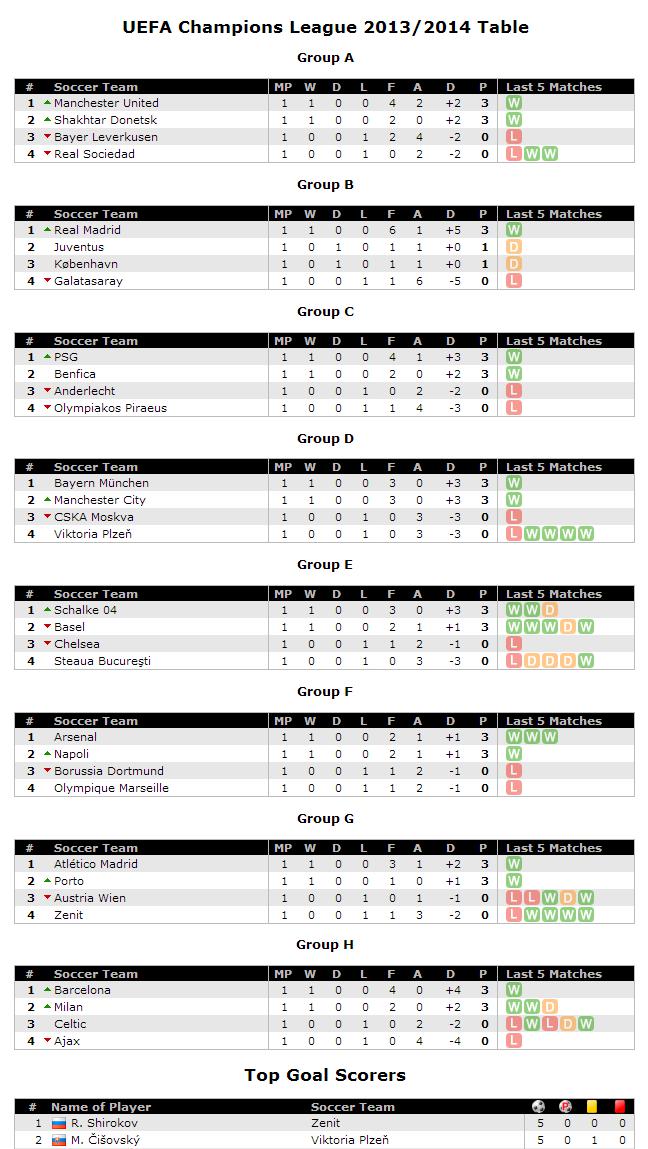 UEFA Champions League 2013/2014 Table
Group A
# Soccer Team MP W D L F A D P Last 5 Matches
1 Manchester United 1 1 0 0 4 2 +2 3 W
2 Shakhtar Donetsk 1 1 0 0 2 0 +2 3 W
3 Bayer Leverkusen 1 0 0 1 2 4 -2 0 L
4 Real Sociedad 1 0 0 1 0 2 -2 0 L W W
Group B
# Soccer Team MP W D L F A D P Last 5 Matches
1 Real Madrid 1 1 0 0 6 1 +5 3 W
2 Juventus 1 0 1 0 1 1 +0 1 D
3 København 1 0 1 0 1 1 +0 1 D
4 Galatasaray 1 0 0 1 1 6 -5 0 L
Group C
# Soccer Team MP W D L F A D P Last 5 Matches
1 PSG 1 1 0 0 4 1 +3 3 W
2 Benfica 1 1 0 0 2 0 +2 3 W
3 Anderlecht 1 0 0 1 0 2 -2 0 L
4 Olympiakos Piraeus 1 0 0 1 1 4 -3 0 L
Group D
# Soccer Team MP W D L F A D P Last 5 Matches
1 Bayern München 1 1 0 0 3 0 +3 3 W
2 Manchester City 1 1 0 0 3 0 +3 3 W
3 CSKA Moskva 1 0 0 1 0 3 -3 0 L
4 Viktoria Plzeň 1 0 0 1 0 3 -3 0 L W W W W
Group E
# Soccer Team MP W D L F A D P Last 5 Matches
1 Schalke 04 1 1 0 0 3 0 +3 3 W W D
2 Basel 1 1 0 0 2 1 +1 3 W W W D W
3 Chelsea 1 0 0 1 1 2 -1 0 L
4 Steaua Bucureşti 1 0 0 1 0 3 -3 0 L D D D W
Group F
# Soccer Team MP W D L F A D P Last 5 Matches
1 Arsenal 1 1 0 0 2 1 +1 3 W W W
2 Napoli 1 1 0 0 2 1 +1 3 W
3 Borussia Dortmund 1 0 0 1 1 2 -1 0 L
4 Olympique Marseille 1 0 0 1 1 2 -1 0 L
Group G
# Soccer Team MP W D L F A D P Last 5 Matches
1 Atlético Madrid 1 1 0 0 3 1 +2 3 W
2 Porto 1 1 0 0 1 0 +1 3 W
3 Austria Wien 1 0 0 1 0 1 -1 0 L L W D W
4 Zenit 1 0 0 1 1 3 -2 0 L W W W W
Group H
# Soccer Team MP W D L F A D P Last 5 Matches
1 Barcelona 1 1 0 0 4 0 +4 3 W
2 Milan 1 1 0 0 2 0 +2 3 W W D
3 Celtic 1 0 0 1 0 2 -2 0 L W L D W
4 Ajax 1 0 0 1 0 4 -4 0 L
Top Goal Scorers
# Name of Player Soccer Team P
1 R. Shirokov Zenit 5 0 0 0
2 M. Čišovský Viktoria Plzeň 5 0 1 0